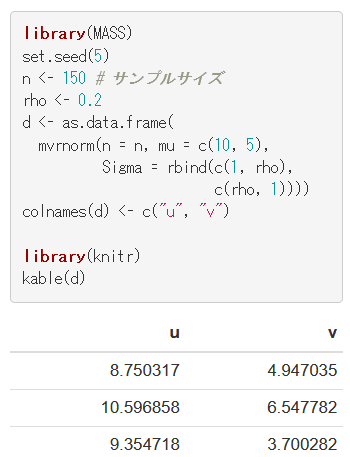 library(MASS)
set.seed(5)
n <- 150 # サンプルサイズ
rho <- 0.2
d <- as.data.frame(
  mvrnorm(n = n, mu = c(10, 5),
          Sigma = rbind(c(1, rho),
                        c(rho, 1))))
colnames(d) <- c("u", "v")
library(knitr)
kable(d)
u v
8.750317 4.947035
10.596858 6.547782
9.354718 3.700282